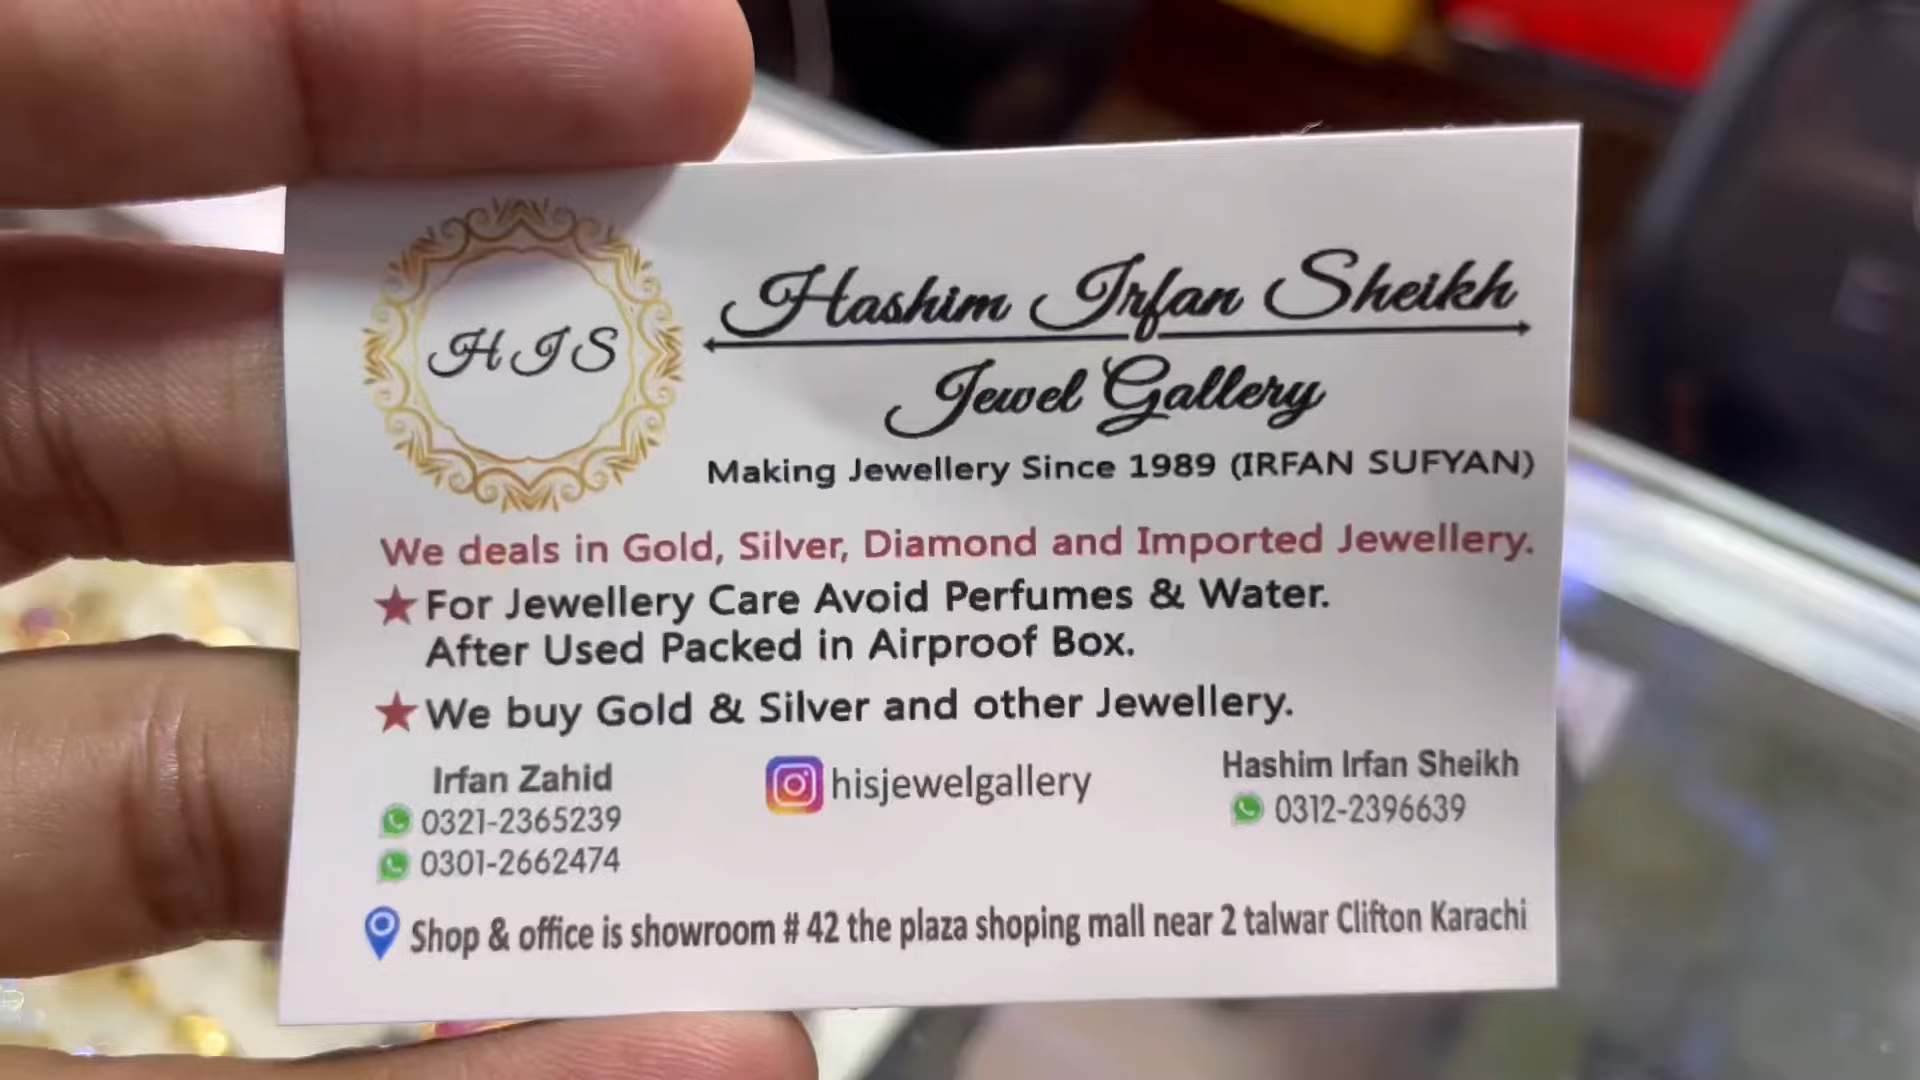 HIS
Hashim Irfan Sheikh
Jewel Gallery
Making Jewellery Since 1989 (IRFAN SUFYAN)
We deals in Gold, Silver, Diamond and Imported Jewellery.
★ For Jewellery Care Avoid Perfumes & Water.
After Used Packed in Airproof Box.
★ We buy Gold & Silver and other Jewellery.
Irfan Zahid
0321-2365239
0301-2662474
hisjewelgallery
Hashim Irfan Sheikh
0312-2396639
Shop & office is showroom # 42 the plaza shoping mall near 2 talwar Clifton Karachi